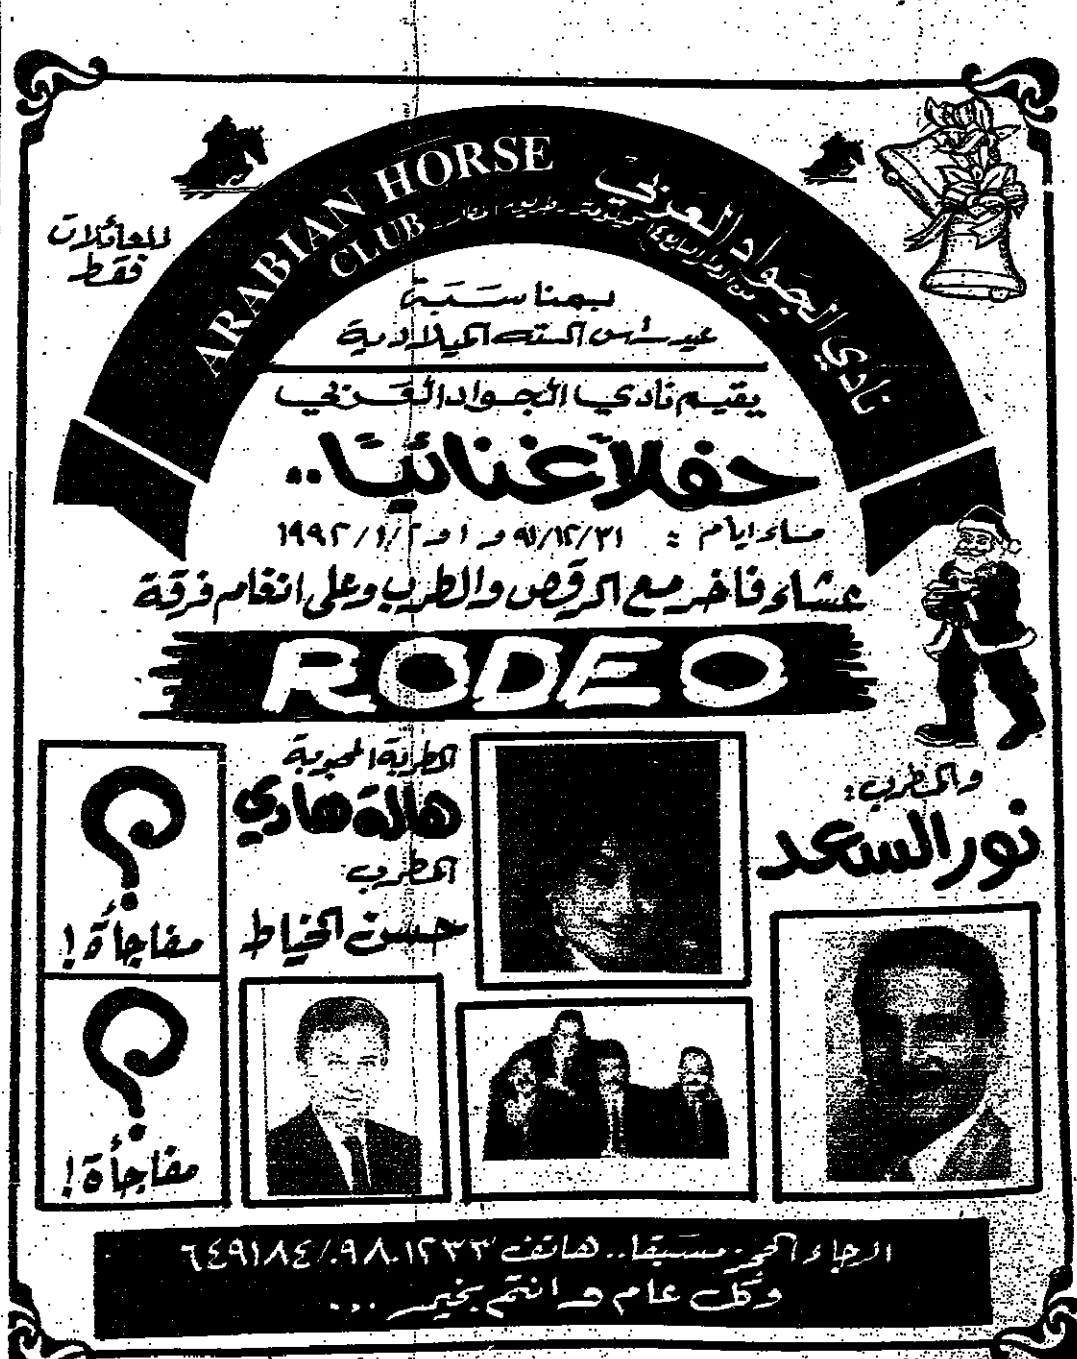 ARABIAN HORSE
CLUB
نادي الجواد العربي
للعائلات
فقط
بمناسبة
عيد رأس السنة الميلادية
يقيم نادي الجواد العربي
حفلاً غنائياً..
مساء ايام : ٩١/١٢/٣١ و ١ و ١٩٩٢/١/٢
عشاء فاخر مع الرقص والطرب وعلى انغام فرقة
RODEO
والمطرب:
نور السعد
المطربة المحبوبة
هالة هادي
المطرب
حسن الخياط
؟
مفاجأة!
؟
مفاجأة!
الرجاء الحجز مسبقا.. هاتف ٦٤٩١٨٤/٠٩٨٠١٢٣٣
وكل عام وانتم بخير...